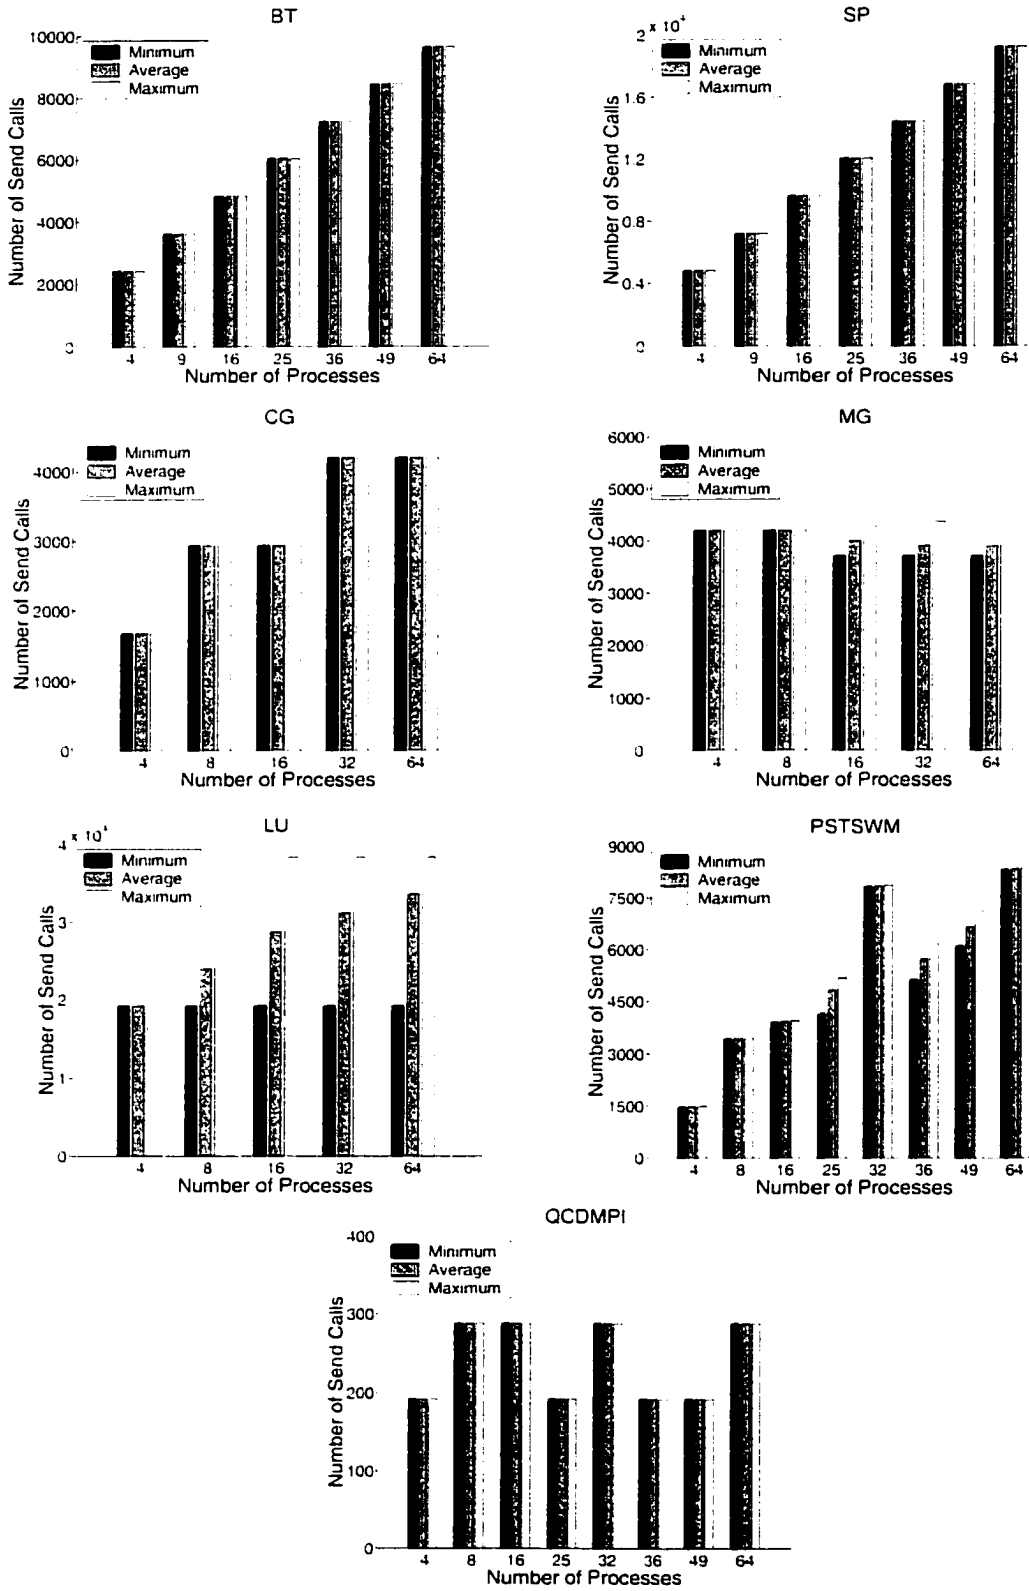 BT
10000
8000
6000
4000
2000
0
Number of Send Calls
Minimum
Average
Maximum
4 9 16 25 36 49 64
Number of Processes
SP
2 x 10⁴
1.6
1.2
0.8
0.4
0
Number of Send Calls
Minimum
Average
Maximum
4 9 16 25 36 49 64
Number of Processes
CG
4000
3000
2000
1000
0
Number of Send Calls
Minimum
Average
Maximum
4 8 16 32 64
Number of Processes
MG
6000
5000
4000
3000
2000
1000
0
Number of Send Calls
Minimum
Average
Maximum
4 8 16 32 64
Number of Processes
LU
4 x 10⁴
3
2
1
0
Number of Send Calls
Minimum
Average
Maximum
4 8 16 32 64
Number of Processes
PSTSWM
9000
7500
6000
4500
3000
1500
0
Number of Send Calls
Minimum
Average
Maximum
4 8 16 25 32 36 49 64
Number of Processes
QCDMPI
400
300
200
100
0
Number of Send Calls
Minimum
Average
Maximum
4 8 16 25 32 36 49 64
Number of Processes